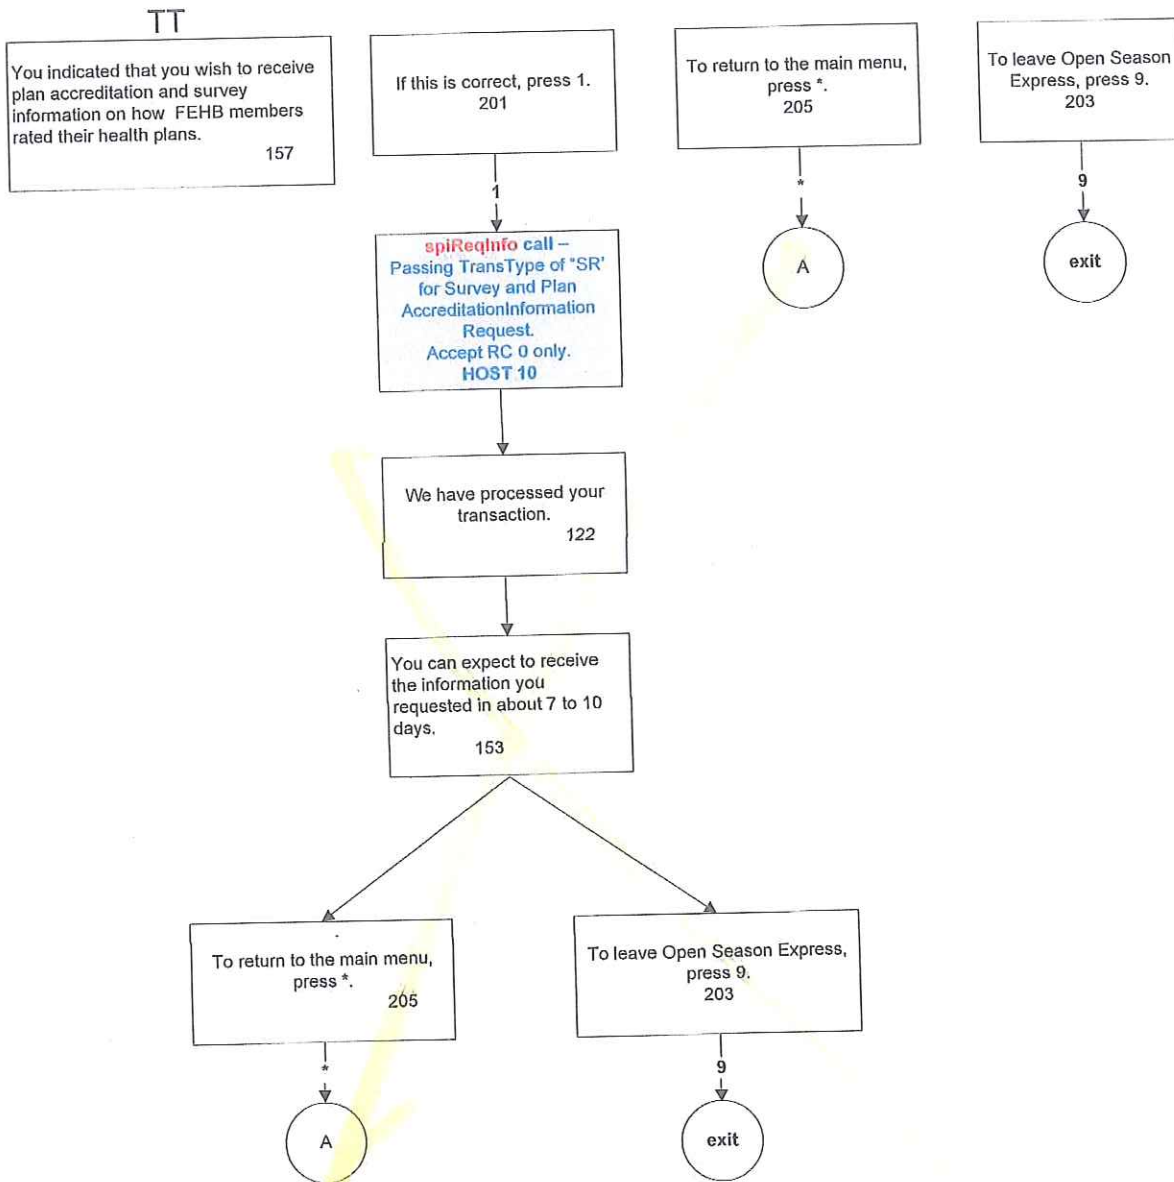 TT
You indicated that you wish to receive
plan accreditation and survey
information on how FEHB members
rated their health plans.
157
If this is correct, press 1.
201
To return to the main menu,
press *.
205
To leave Open Season
Express, press 9.
203
1
*
9
spiReqInfo call –
Passing TransType of "SR'
for Survey and Plan
AccreditationInformation
Request.
Accept RC 0 only.
HOST 10
A
exit
We have processed your
transaction.
122
You can expect to receive
the information you
requested in about 7 to 10
days.
153
To return to the main menu,
press *.
205
To leave Open Season Express,
press 9.
203
*
9
A
exit